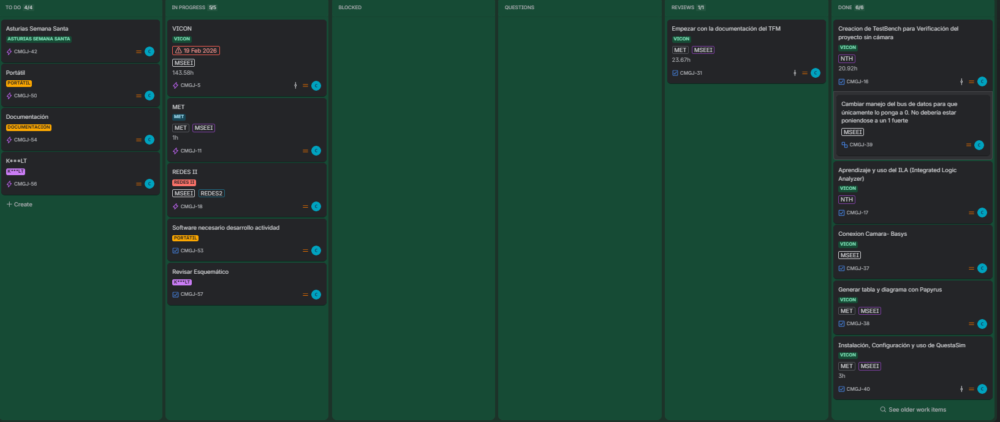 TO DO 4/4
Asturias Semana Santa
ASTURIAS SEMANA SANTA
CMGJ-42
C
Portátil
PORTÁTIL
CMGJ-50
C
Documentación
DOCUMENTACIÓN
CMGJ-54
C
K***LT
K***LT
CMGJ-56
C
+ Create
IN PROGRESS 5/5
VICON
VICON
19 Feb 2026
MSEEI
143.58h
CMGJ-5
C
MET
MET
MET MSEEI
1h
CMGJ-11
C
REDES II
REDES II
MSEEI REDES2
CMGJ-18
C
Software necesario desarrollo actividad
PORTÁTIL
CMGJ-53
C
Revisar Esquemático
K***LT
CMGJ-57
C
BLOCKED
QUESTIONS
REVIEWS 1/1
Empezar con la documentación del TFM
VICON
MET MSEEI
23.67h
CMGJ-31
C
DONE 6/6
Creacion de TestBench para Verificación del
proyecto sin cámara
VICON
NTH
20.92h
CMGJ-16
C
Cambiar manejo del bus de datos para que
únicamente lo ponga a 0. No debería estar
poniendose a un 1 fuerte
MSEEI
CMGJ-39
C
Aprendizaje y uso del ILA (Integrated Logic
Analyzer)
VICON
NTH
CMGJ-17
C
Conexion Camara- Basys
VICON
MSEEI
CMGJ-37
C
Generar tabla y diagrama con Papyrus
VICON
MET MSEEI
CMGJ-38
C
Instalación, Configuración y uso de QuestaSim
VICON
MET MSEEI
3h
CMGJ-40
C
See older work items